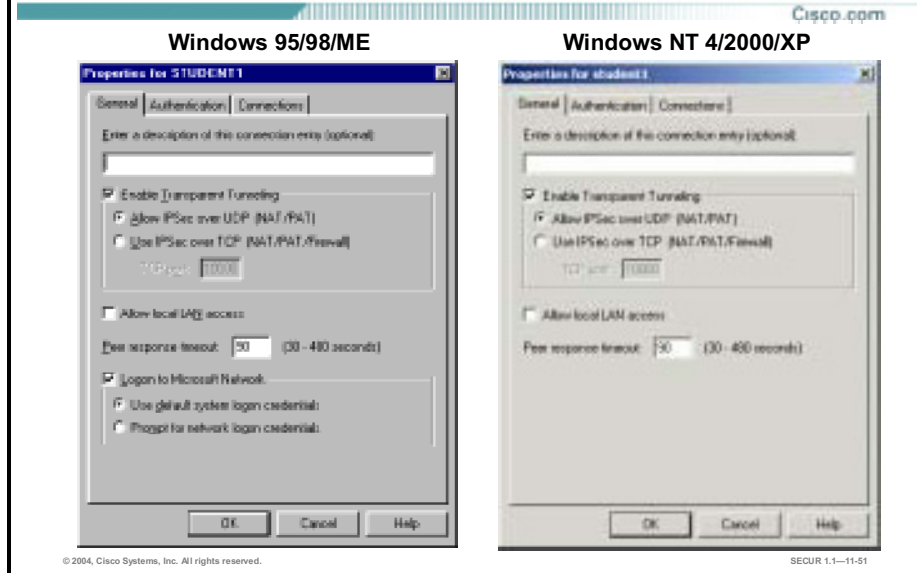 Cisco.com
Windows 95/98/ME
Properties for STUDENT1
General Authentication Connections
Enter a description of this connection entry (optional):
Enable Transparent Tunneling
Allow IPSec over UDP (NAT/PAT)
Use IPSec over TCP (NAT/PAT/Firewall)
TCP port: 10000
Allow local LAN access
Peer response timeout: 90 (30 - 480 seconds)
Logon to Microsoft Network
Use default system logon credentials
Prompt for network logon credentials
OK Cancel Help
Windows NT 4/2000/XP
Properties for student1
General Authentication Connections
Enter a description of this connection entry (optional):
Enable Transparent Tunneling
Allow IPSec over UDP (NAT/PAT)
Use IPSec over TCP (NAT/PAT/Firewall)
TCP port: 10000
Allow local LAN access
Peer response timeout: 90 (30 - 480 seconds)
OK Cancel Help
© 2004, Cisco Systems, Inc. All rights reserved.
SECUR 1.1—11-51